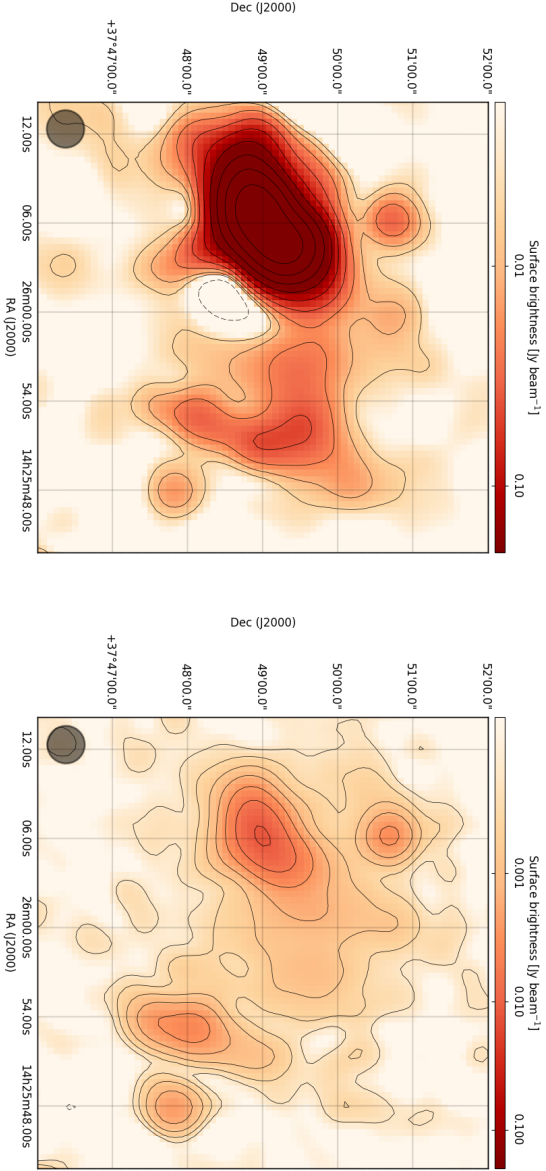 Dec (J2000)
+37°47'00.0"
48'00.0"
49'00.0"
50'00.0"
51'00.0"
52'00.0"
12.00s
06.00s
26m00.00s
54.00s
14h25m48.00s
RA (J2000)
0.01
0.10
Surface brightness [Jy beam⁻¹]
Dec (J2000)
+37°47'00.0"
48'00.0"
49'00.0"
50'00.0"
51'00.0"
52'00.0"
12.00s
06.00s
26m00.00s
54.00s
14h25m48.00s
RA (J2000)
0.001
0.010
0.100
Surface brightness [Jy beam⁻¹]